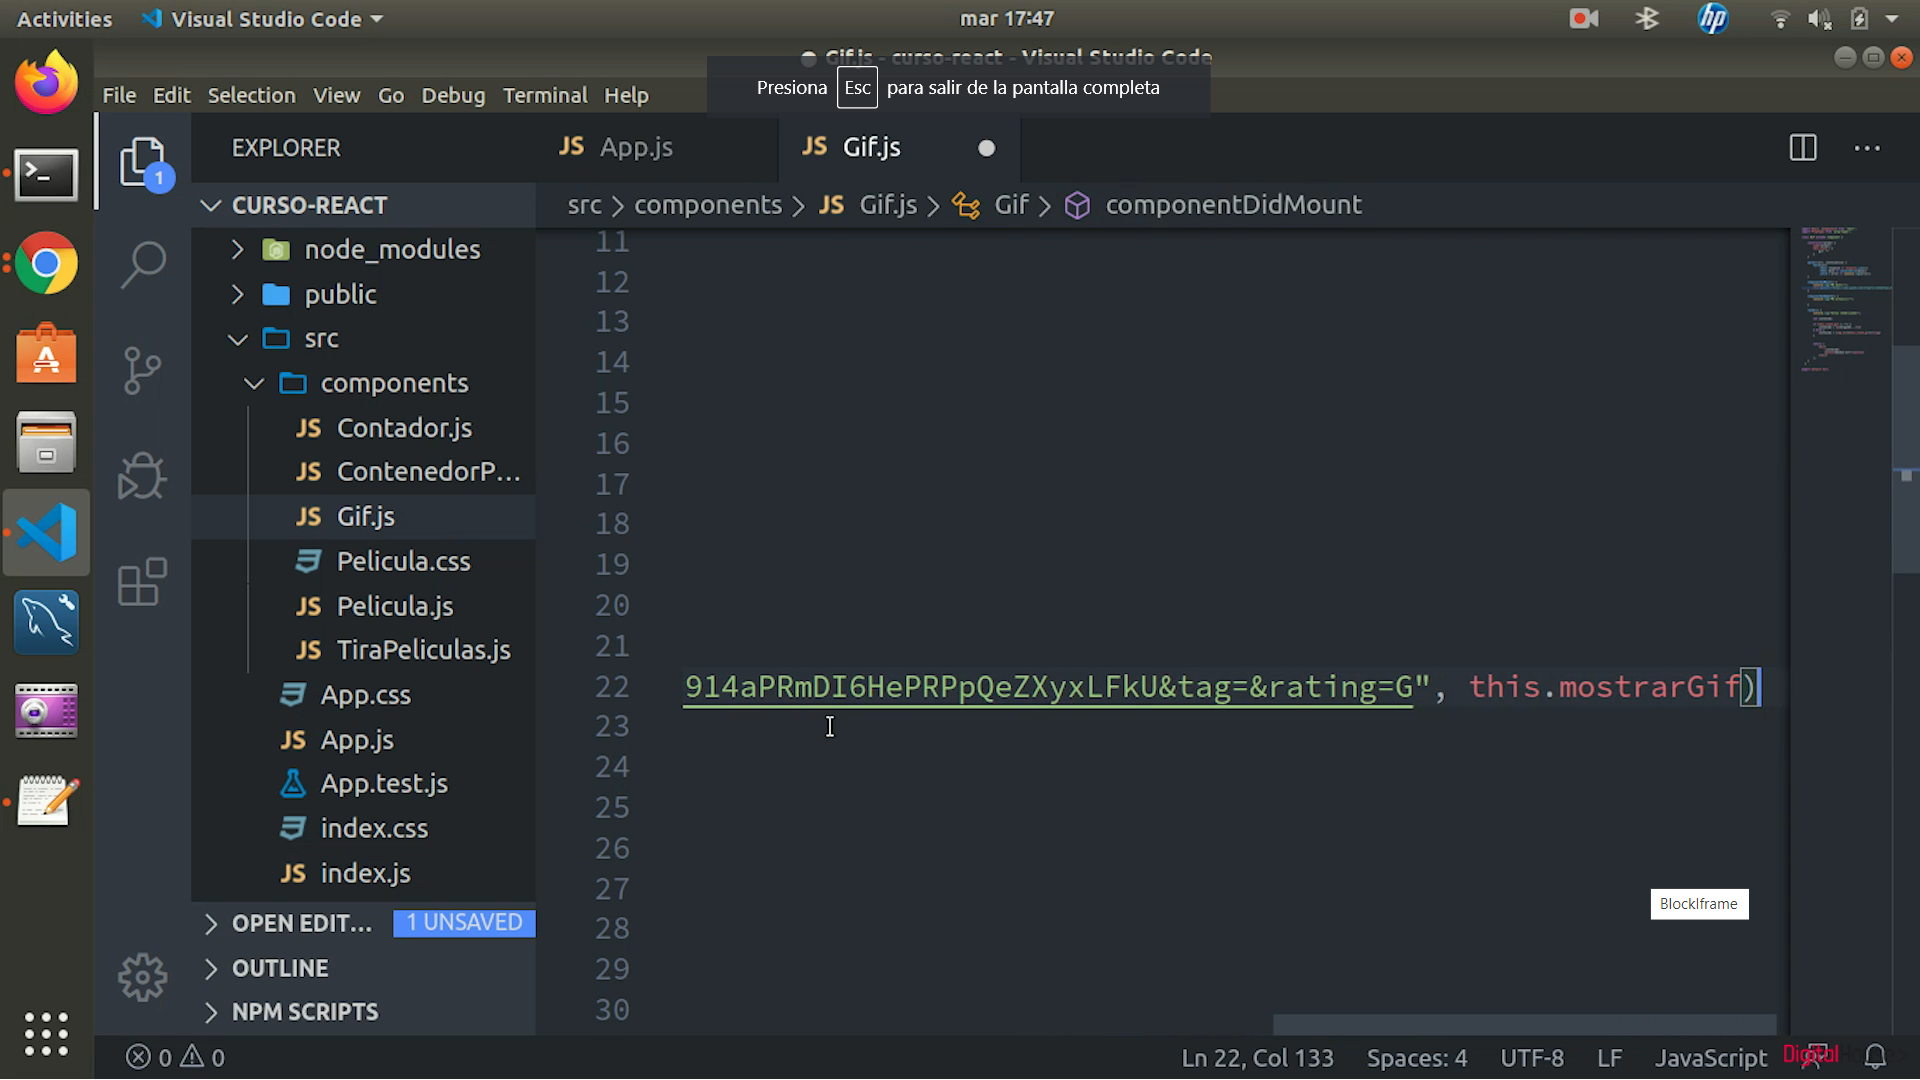 Activities
Visual Studio Code
mar 17:47
Gif.js - curso-react - Visual Studio Code
Presiona Esc para salir de la pantalla completa
File Edit Selection View Go Debug Terminal Help
EXPLORER
JS App.js
JS Gif.js
1
CURSO-REACT
src > components > JS Gif.js > Gif > componentDidMount
node_modules
public
src
components
JS Contador.js
JS ContenedorP...
JS Gif.js
Pelicula.css
JS Pelicula.js
JS TiraPeliculas.js
App.css
JS App.js
App.test.js
index.css
JS index.js
OPEN EDIT... 1 UNSAVED
OUTLINE
NPM SCRIPTS
11
12
13
14
15
16
17
18
19
20
21
22 914aPRmDI6HePRPpQeZXyxLFkU&tag=&rating=G", this.mostrarGif)
23
24
25
26
27
28
29
30
BlockIframe
0 0
Ln 22, Col 133 Spaces: 4 UTF-8 LF JavaScript
Digital